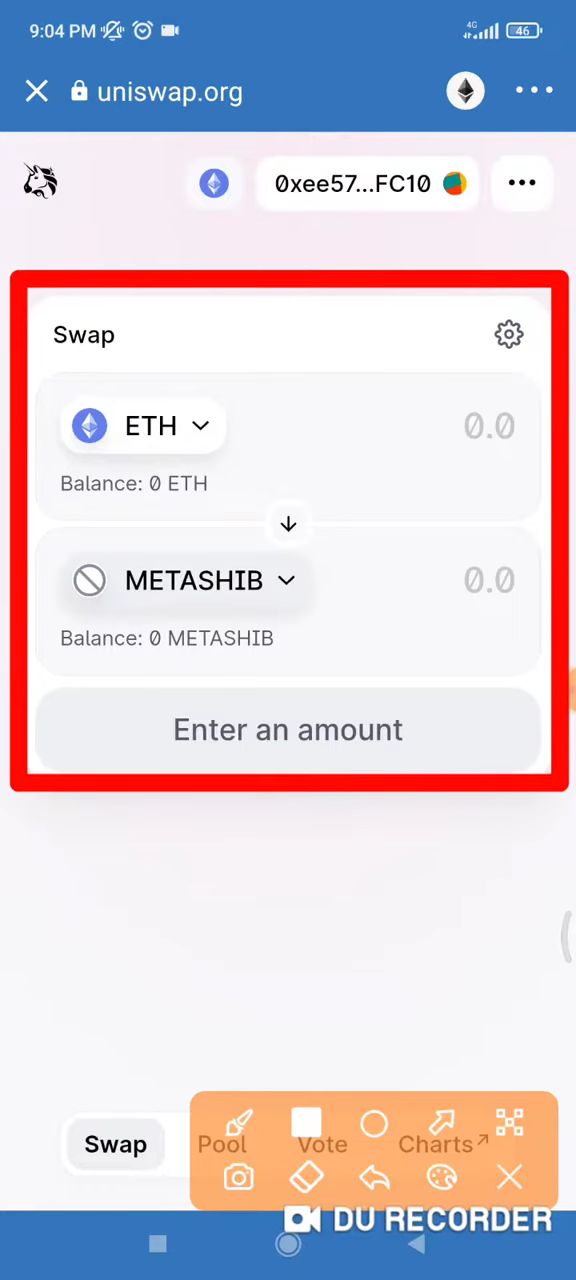 9:04 PM
4G
46
uniswap.org
0xee57...FC10
Swap
ETH
0.0
Balance: 0 ETH
METASHIB
0.0
Balance: 0 METASHIB
Enter an amount
Swap
Pool
Vote
Charts
DU RECORDER